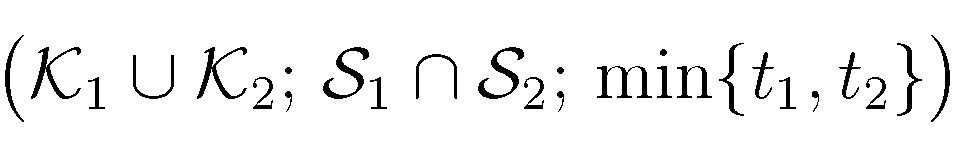 (𝒦₁ ∪ 𝒦₂; 𝒮₁ ∩ 𝒮₂; min{t₁, t₂})